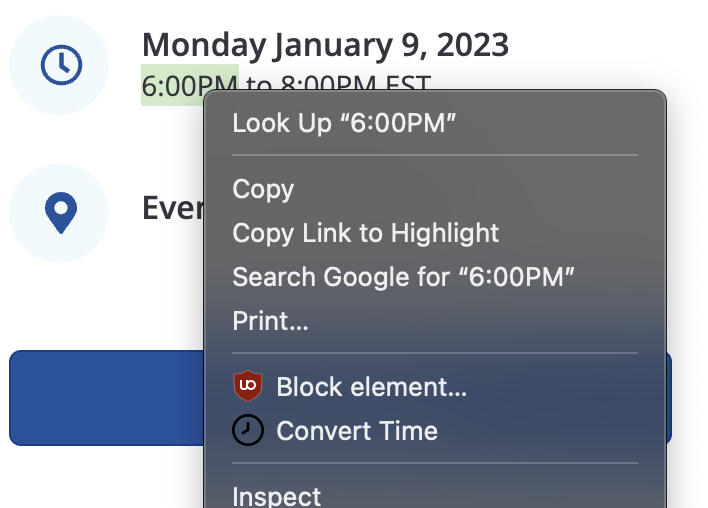 Monday January 9, 2023
6:00PM to 8:00PM EST
Look Up “6:00PM”
Copy
Copy Link to Highlight
Search Google for “6:00PM”
Print...
Block element...
Convert Time
Inspect